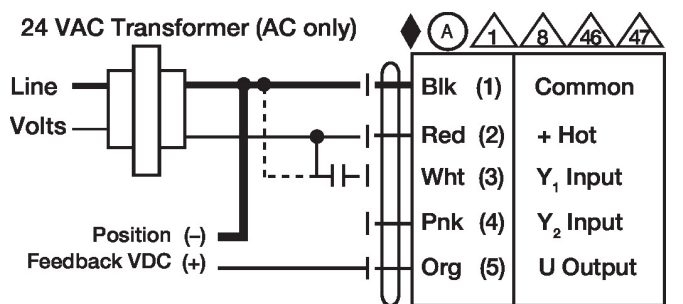 24 VAC Transformer (AC only)
A 1 8 46 47
Line
Volts
Blk (1) Common
Red (2) + Hot
Wht (3) Y₁ Input
Pnk (4) Y₂ Input
Org (5) U Output
Position (–)
Feedback VDC (+)